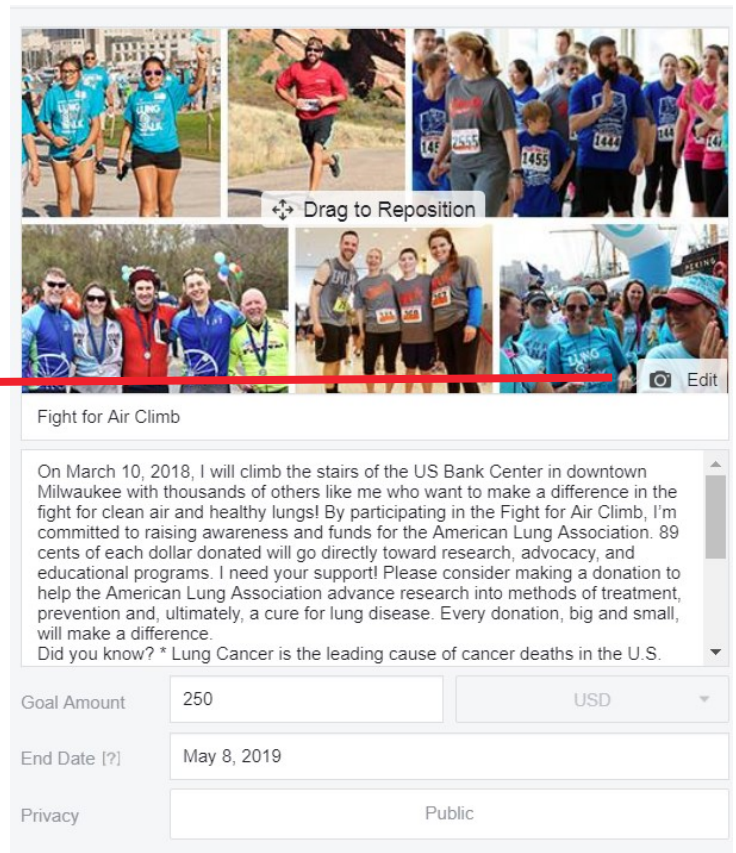 LUNG
WALK
145
2555
1455
1444
144
147
Drag to Reposition
PEKING
LUNG
Edit
Fight for Air Climb
On March 10, 2018, I will climb the stairs of the US Bank Center in downtown
Milwaukee with thousands of others like me who want to make a difference in the
fight for clean air and healthy lungs! By participating in the Fight for Air Climb, I’m
committed to raising awareness and funds for the American Lung Association. 89
cents of each dollar donated will go directly toward research, advocacy, and
educational programs. I need your support! Please consider making a donation to
help the American Lung Association advance research into methods of treatment,
prevention and, ultimately, a cure for lung disease. Every donation, big and small,
will make a difference.
Did you know? * Lung Cancer is the leading cause of cancer deaths in the U.S.
Goal Amount
250
USD
End Date [?]
May 8, 2019
Privacy
Public